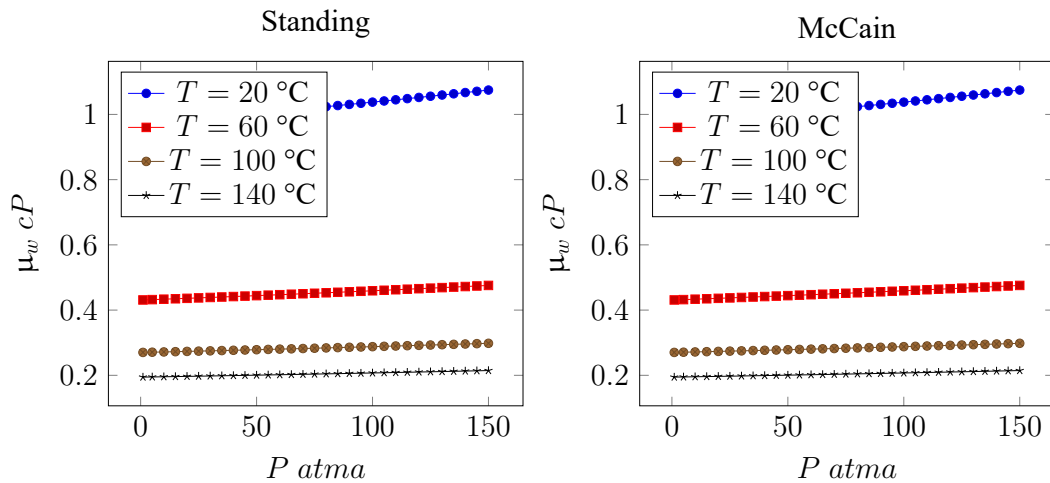 Standing
T = 20 °C
T = 60 °C
T = 100 °C
T = 140 °C
1
0.8
0.6
0.4
0.2
μw cP
0 50 100 150
P atma
McCain
T = 20 °C
T = 60 °C
T = 100 °C
T = 140 °C
1
0.8
0.6
0.4
0.2
μw cP
0 50 100 150
P atma